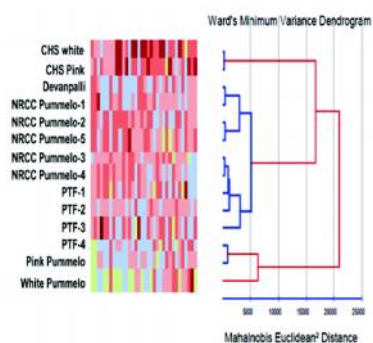 Ward's Minimum Variance Dendrogram
CHS white
CHS Pink
Devanpalli
NRCC Pummelo-1
NRCC Pummelo-2
NRCC Pummelo-5
NRCC Pummelo-3
NRCC Pummelo-4
PTF-1
PTF-2
PTF-3
PTF-4
Pink Pummelo
White Pummelo
0 5000 10000 15000 20000 25000
Mahalnobis Euclidean² Distance